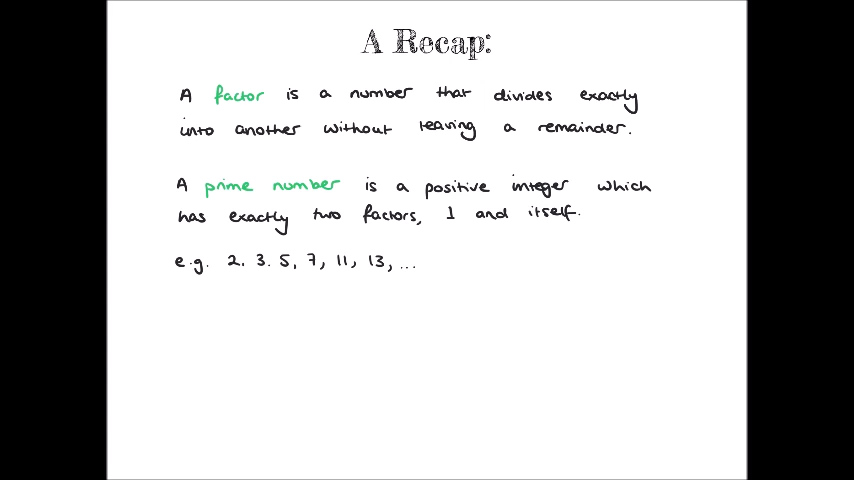 A Recap:
A factor is a number that divides exactly
into another without leaving a remainder.
A prime number is a positive integer which
has exactly two factors, 1 and itself.
e.g. 2. 3. 5, 7, 11, 13, ...